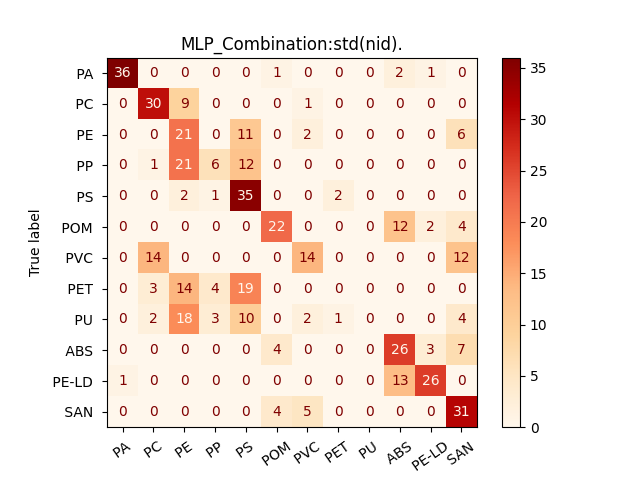 MLP_Combination:std(nid).
True label
PA 36 0 0 0 0 1 0 0 0 2 1 0
PC 0 30 9 0 0 0 1 0 0 0 0 0
PE 0 0 21 0 11 0 2 0 0 0 0 6
PP 0 1 21 6 12 0 0 0 0 0 0 0
PS 0 0 2 1 35 0 0 2 0 0 0 0
POM 0 0 0 0 0 22 0 0 0 12 2 4
PVC 0 14 0 0 0 0 14 0 0 0 0 12
PET 0 3 14 4 19 0 0 0 0 0 0 0
PU 0 2 18 3 10 0 2 1 0 0 0 4
ABS 0 0 0 0 0 4 0 0 0 26 3 7
PE-LD 1 0 0 0 0 0 0 0 0 13 26 0
SAN 0 0 0 0 0 4 5 0 0 0 0 31
PA PC PE PP PS POM PVC PET PU ABS PE-LD SAN
35
30
25
20
15
10
5
0